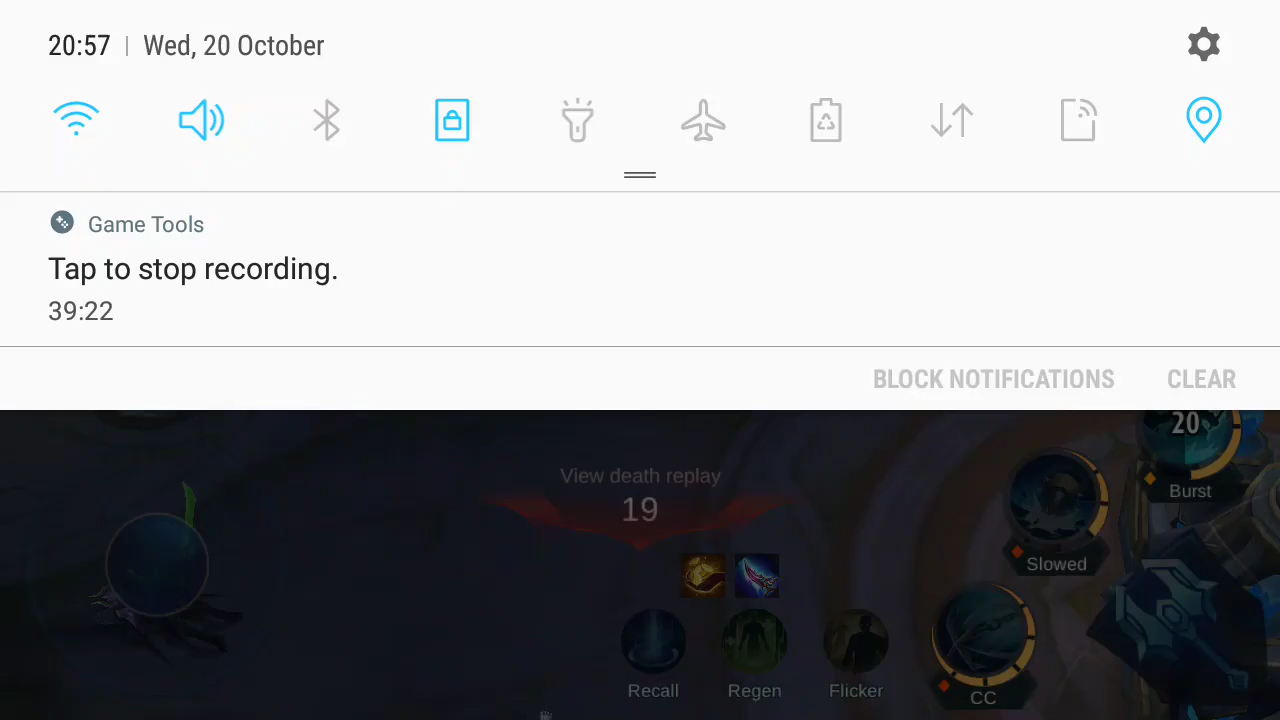 20:57 | Wed, 20 October
Game Tools
Tap to stop recording.
39:22
BLOCK NOTIFICATIONS CLEAR
20
View death replay
Burst
19
Slowed
Recall Regen Flicker CC